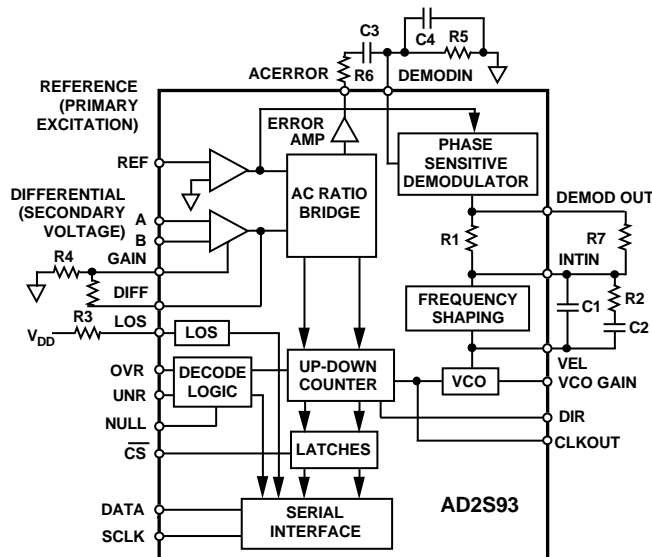 C3
C4
R5
R6
ACERROR
DEMODIN
REFERENCE
(PRIMARY
EXCITATION)
ERROR
AMP
PHASE
SENSITIVE
DEMODULATOR
REF
AC RATIO
BRIDGE
DEMOD OUT
DIFFERENTIAL
(SECONDARY
VOLTAGE)
A
B
R1
R7
GAIN
R4
INTIN
DIFF
FREQUENCY
SHAPING
C1
R2
C2
R3
LOS
LOS
VDD
VEL
OVR
DECODE
LOGIC
UP-DOWN
COUNTER
VCO
VCO GAIN
UNR
NULL
DIR
CS
LATCHES
CLKOUT
DATA
SCLK
SERIAL
INTERFACE
AD2S93